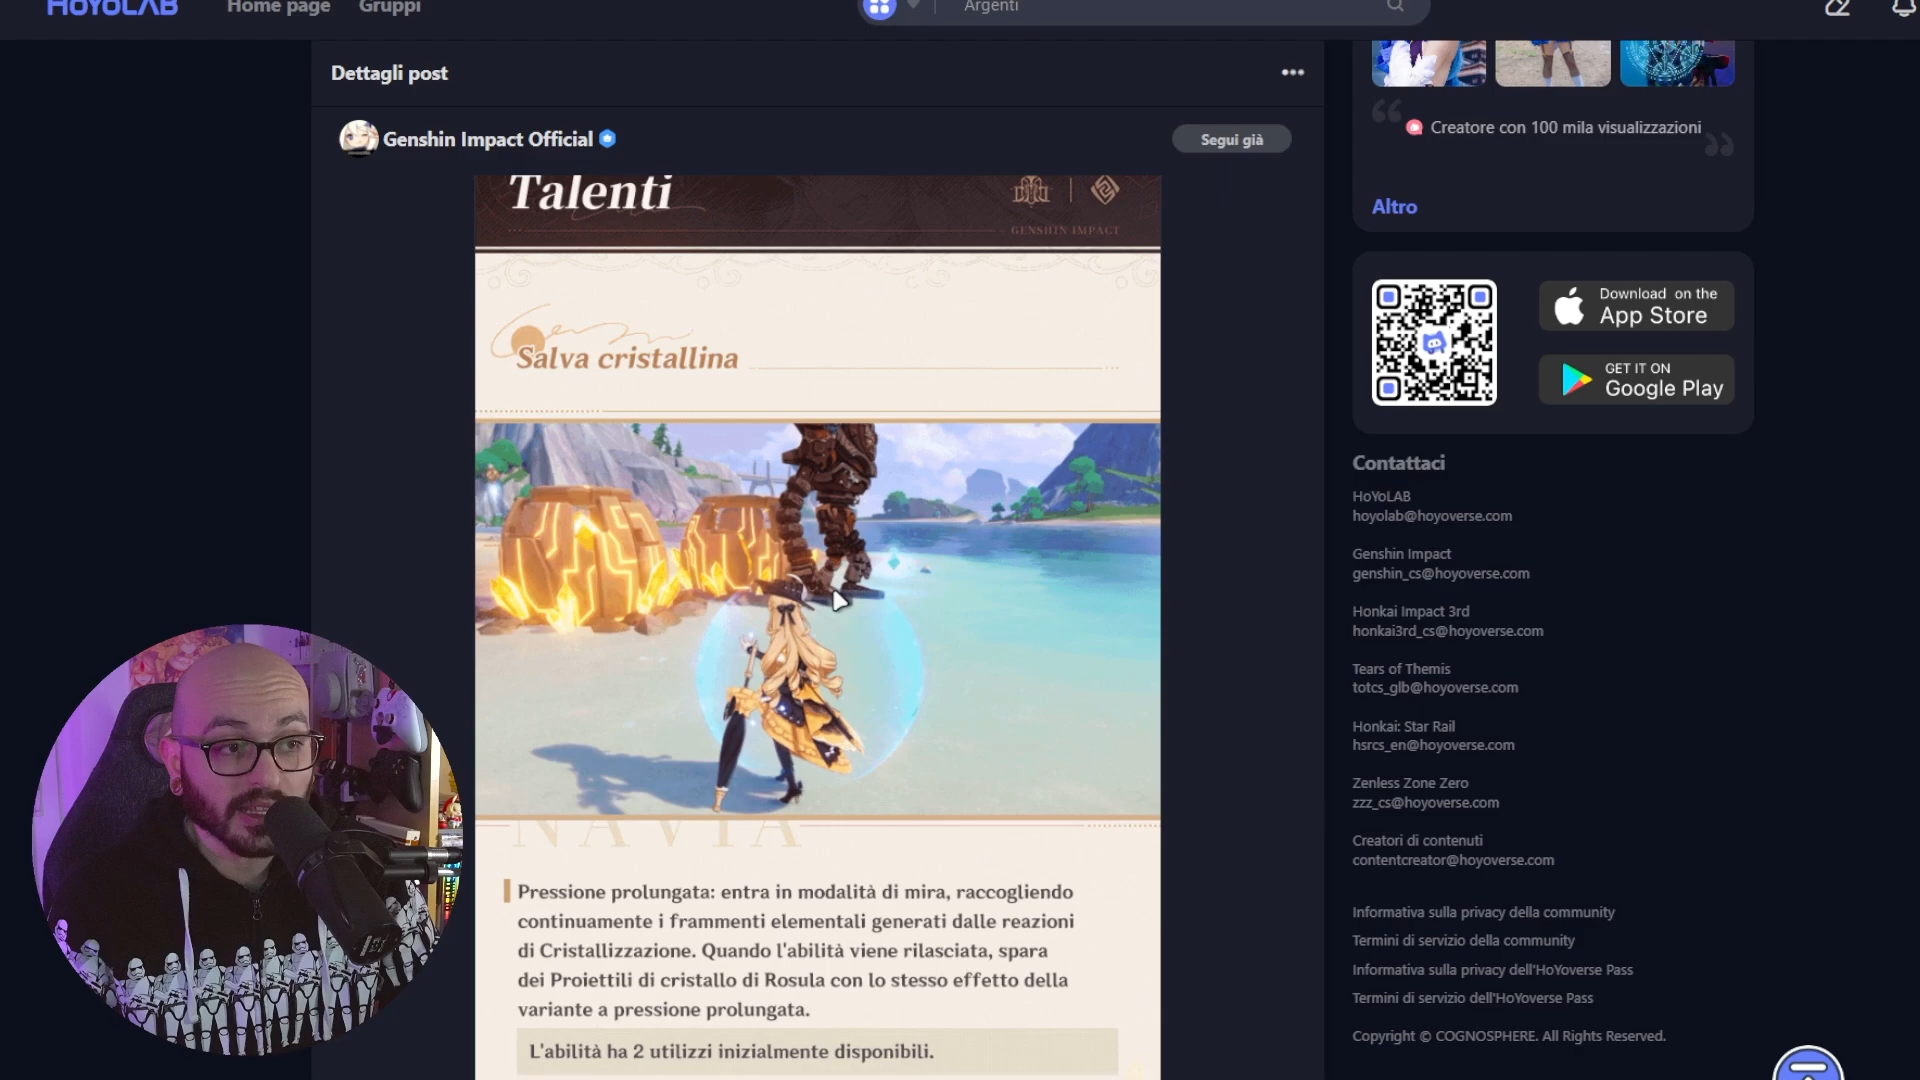 HOYOLAB
Home page
Gruppi
Argenti
Dettagli post
Genshin Impact Official
Segui già
Talenti
GENSHIN IMPACT
Salva cristallina
NAVIA
Pressione prolungata: entra in modalità di mira, raccogliendo
continuamente i frammenti elementali generati dalle reazioni
di Cristallizzazione. Quando l'abilità viene rilasciata, spara
dei Proiettili di cristallo di Rosula con lo stesso effetto della
variante a pressione prolungata.
L'abilità ha 2 utilizzi inizialmente disponibili.
Creatore con 100 mila visualizzazioni
Altro
Download on the
App Store
GET IT ON
Google Play
Contattaci
HoYoLAB
hoyolab@hoyoverse.com
Genshin Impact
genshin_cs@hoyoverse.com
Honkai Impact 3rd
honkai3rd_cs@hoyoverse.com
Tears of Themis
totcs_glb@hoyoverse.com
Honkai: Star Rail
hsrcs_en@hoyoverse.com
Zenless Zone Zero
zzz_cs@hoyoverse.com
Creatori di contenuti
contentcreator@hoyoverse.com
Informativa sulla privacy della community
Termini di servizio della community
Informativa sulla privacy dell'HoYoverse Pass
Termini di servizio dell'HoYoverse Pass
Copyright © COGNOSPHERE. All Rights Reserved.